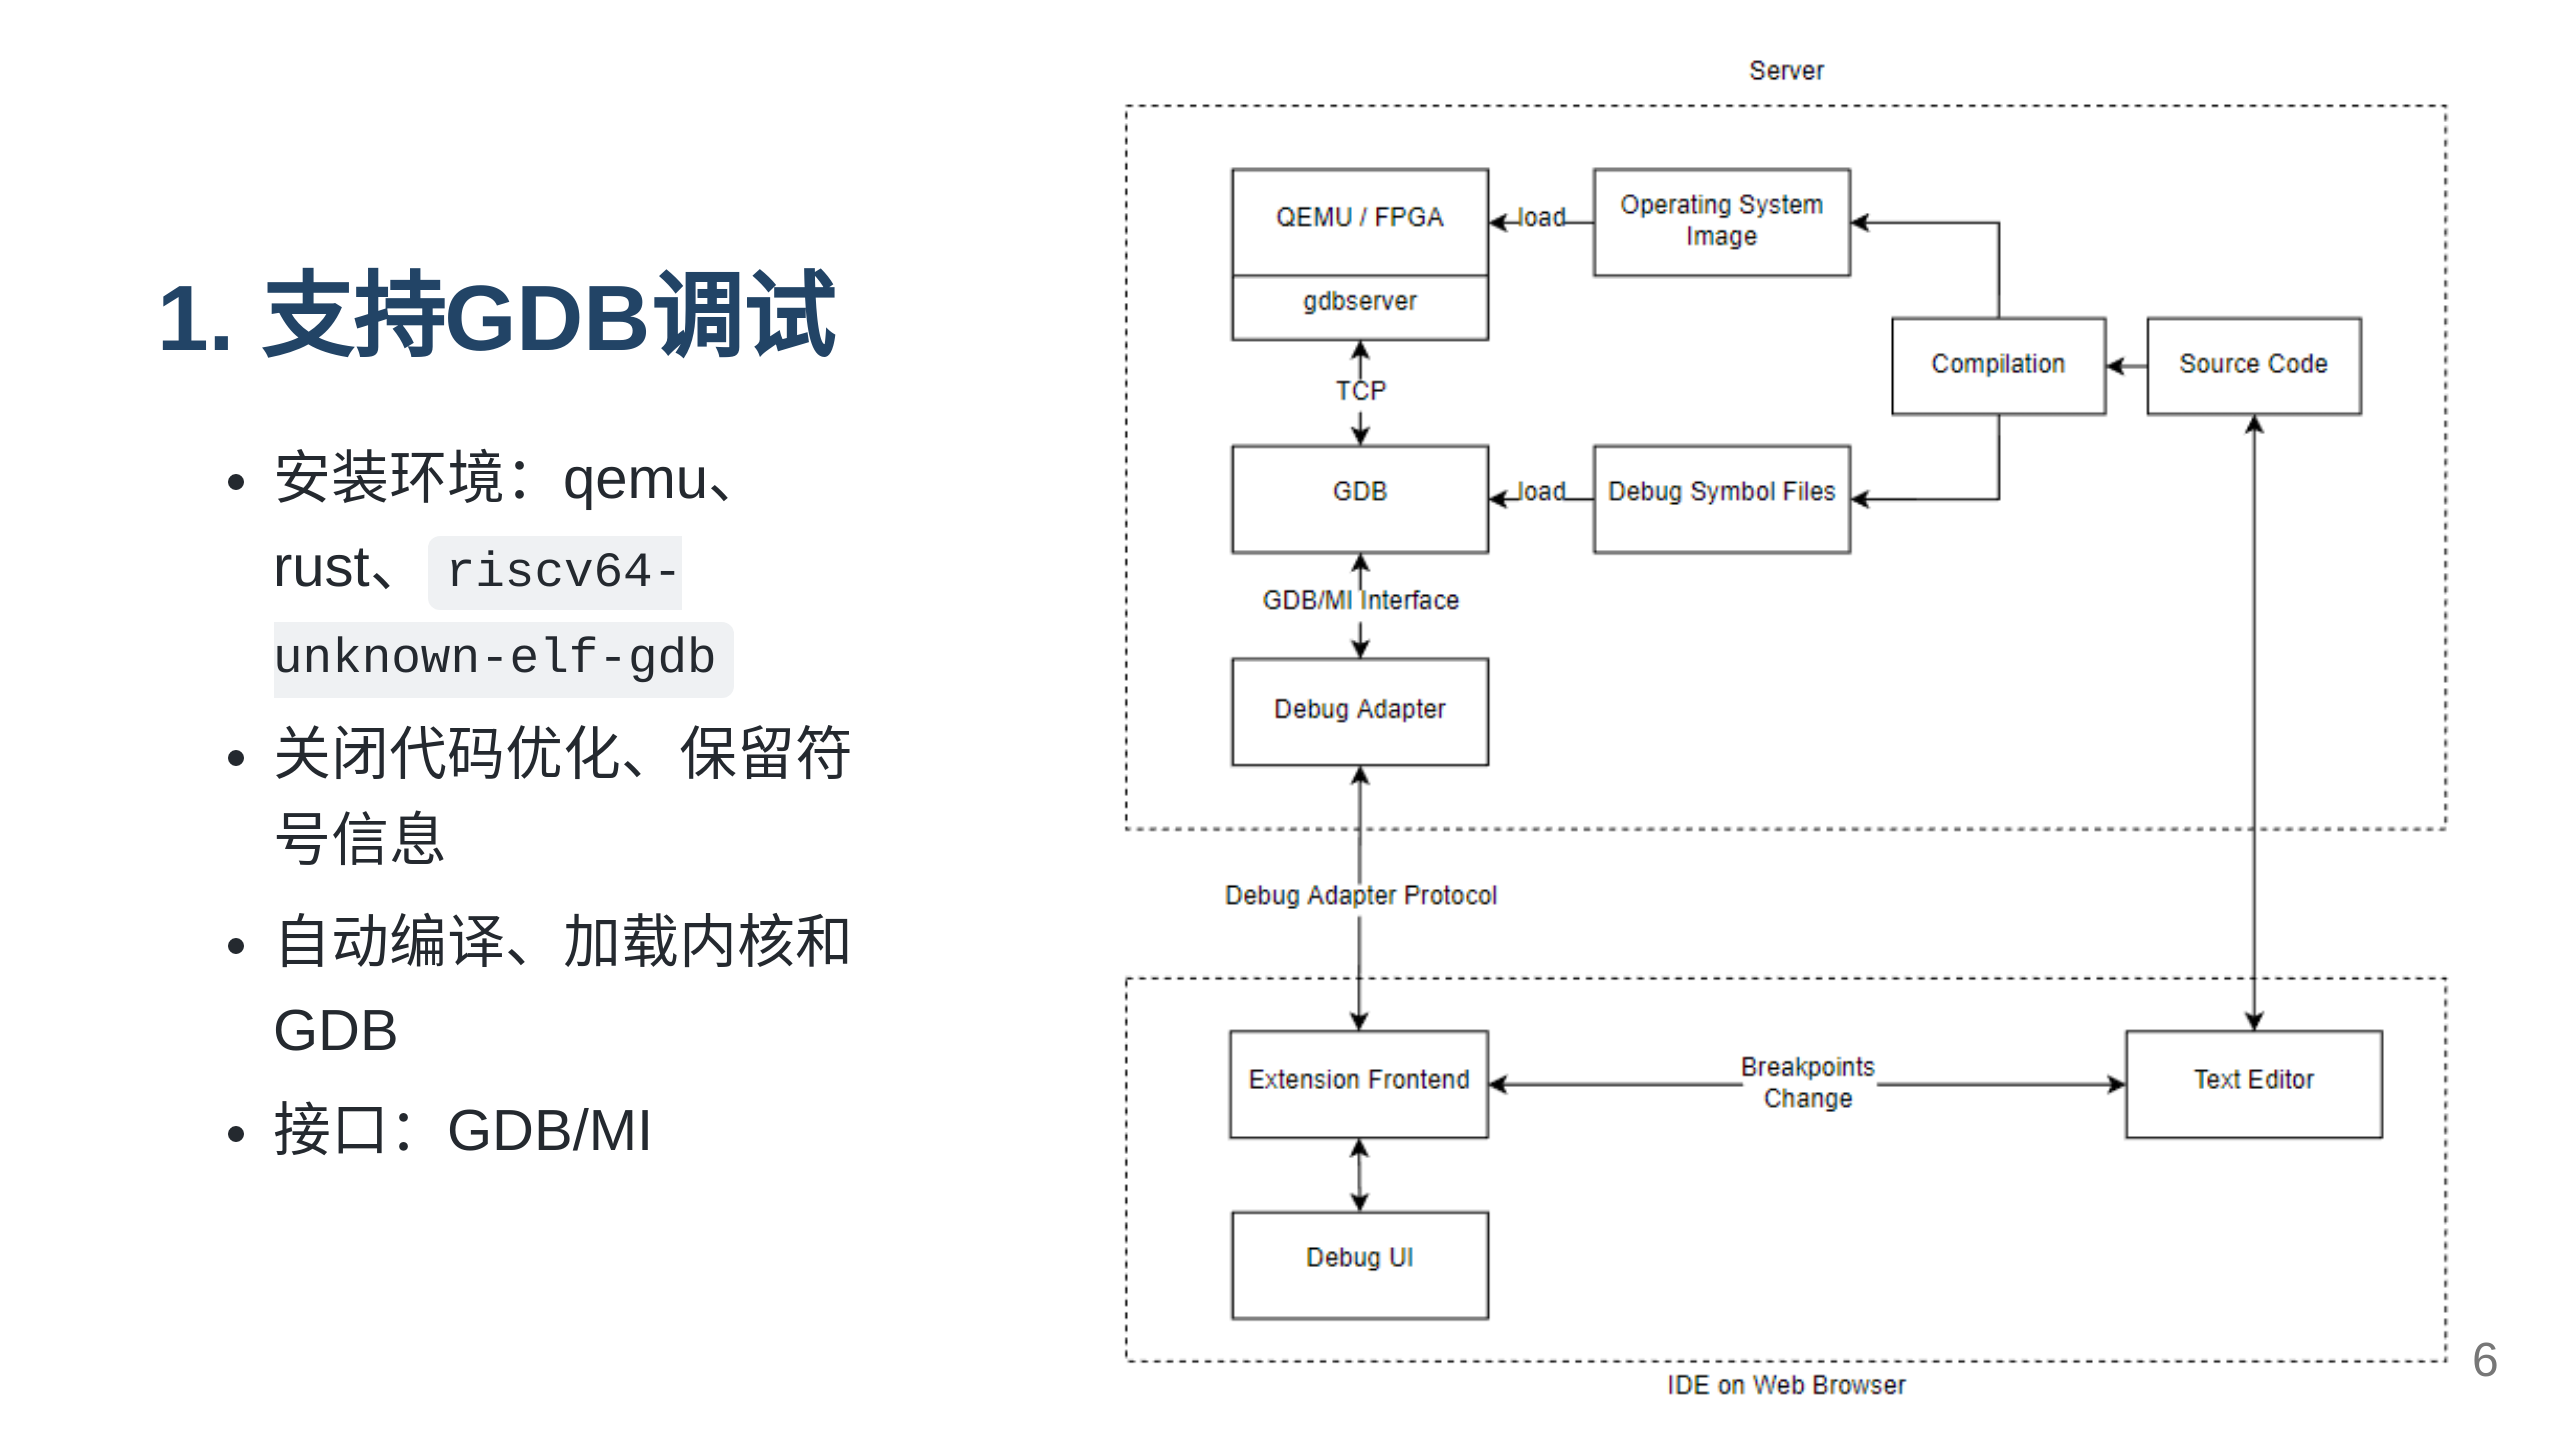 1. 支持GDB调试
• 安装环境：qemu、
rust、 riscv64-
unknown-elf-gdb
• 关闭代码优化、保留符
号信息
• 自动编译、加载内核和
GDB
• 接口：GDB/MI
Server
QEMU / FPGA
load
Operating System
Image
gdbserver
Compilation
Source Code
TCP
GDB
load
Debug Symbol Files
GDB/MI Interface
Debug Adapter
Debug Adapter Protocol
Extension Frontend
Breakpoints
Change
Text Editor
Debug UI
IDE on Web Browser
6